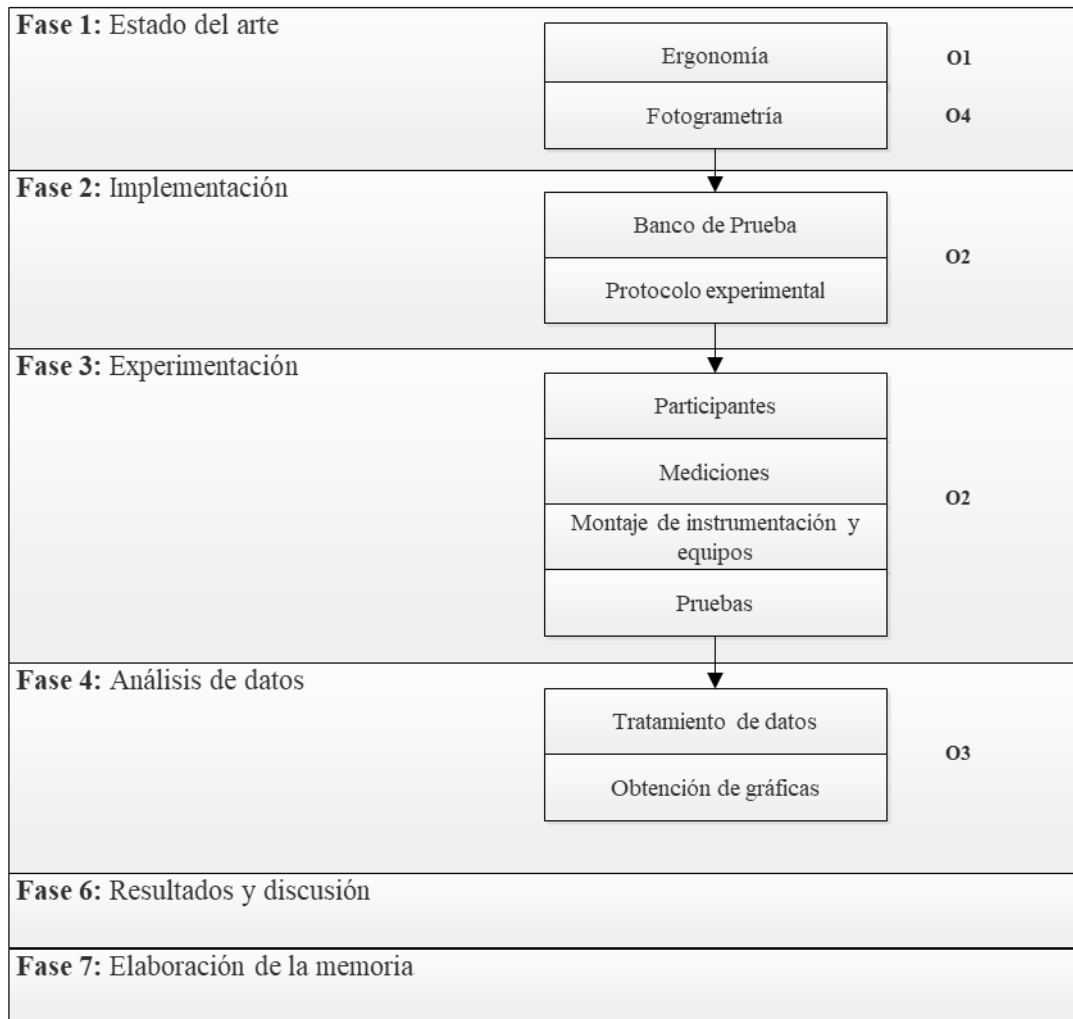 Fase 1: Estado del arte
Ergonomía
O1
Fotogrametría
O4
Fase 2: Implementación
Banco de Prueba
O2
Protocolo experimental
Fase 3: Experimentación
Participantes
Mediciones
O2
Montaje de instrumentación y
equipos
Pruebas
Fase 4: Análisis de datos
Tratamiento de datos
O3
Obtención de gráficas
Fase 6: Resultados y discusión
Fase 7: Elaboración de la memoria